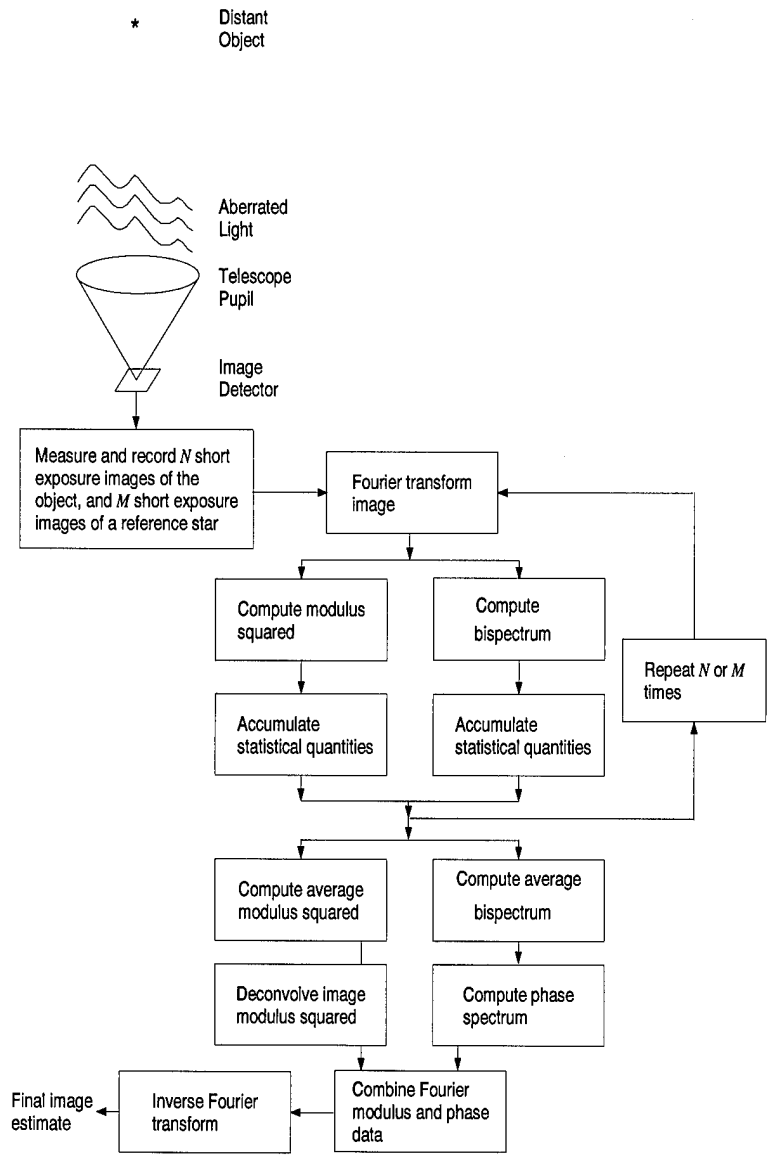 *
Distant
Object
Aberrated
Light
Telescope
Pupil
Image
Detector
Measure and record N short
exposure images of the
object, and M short exposure
images of a reference star
Fourier transform
image
Compute modulus
squared
Compute
bispectrum
Repeat N or M
times
Accumulate
statistical quantities
Accumulate
statistical quantities
Compute average
modulus squared
Compute average
bispectrum
Deconvolve image
modulus squared
Compute phase
spectrum
Combine Fourier
modulus and phase
data
Inverse Fourier
transform
Final image
estimate